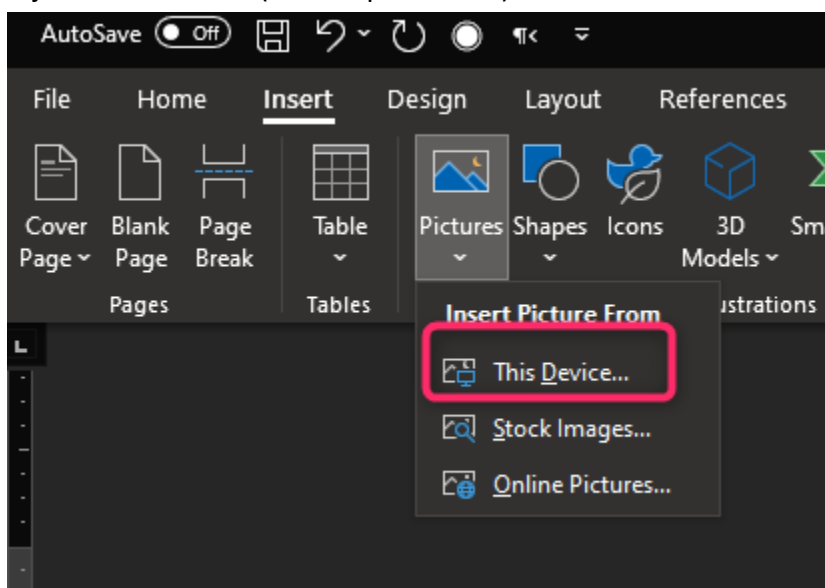 AutoSave Off
File Home Insert Design Layout References
Cover Page Blank Page Page Break Table Pictures Shapes Icons 3D Models
Pages Tables
Insert Picture From
This Device...
Stock Images...
Online Pictures...